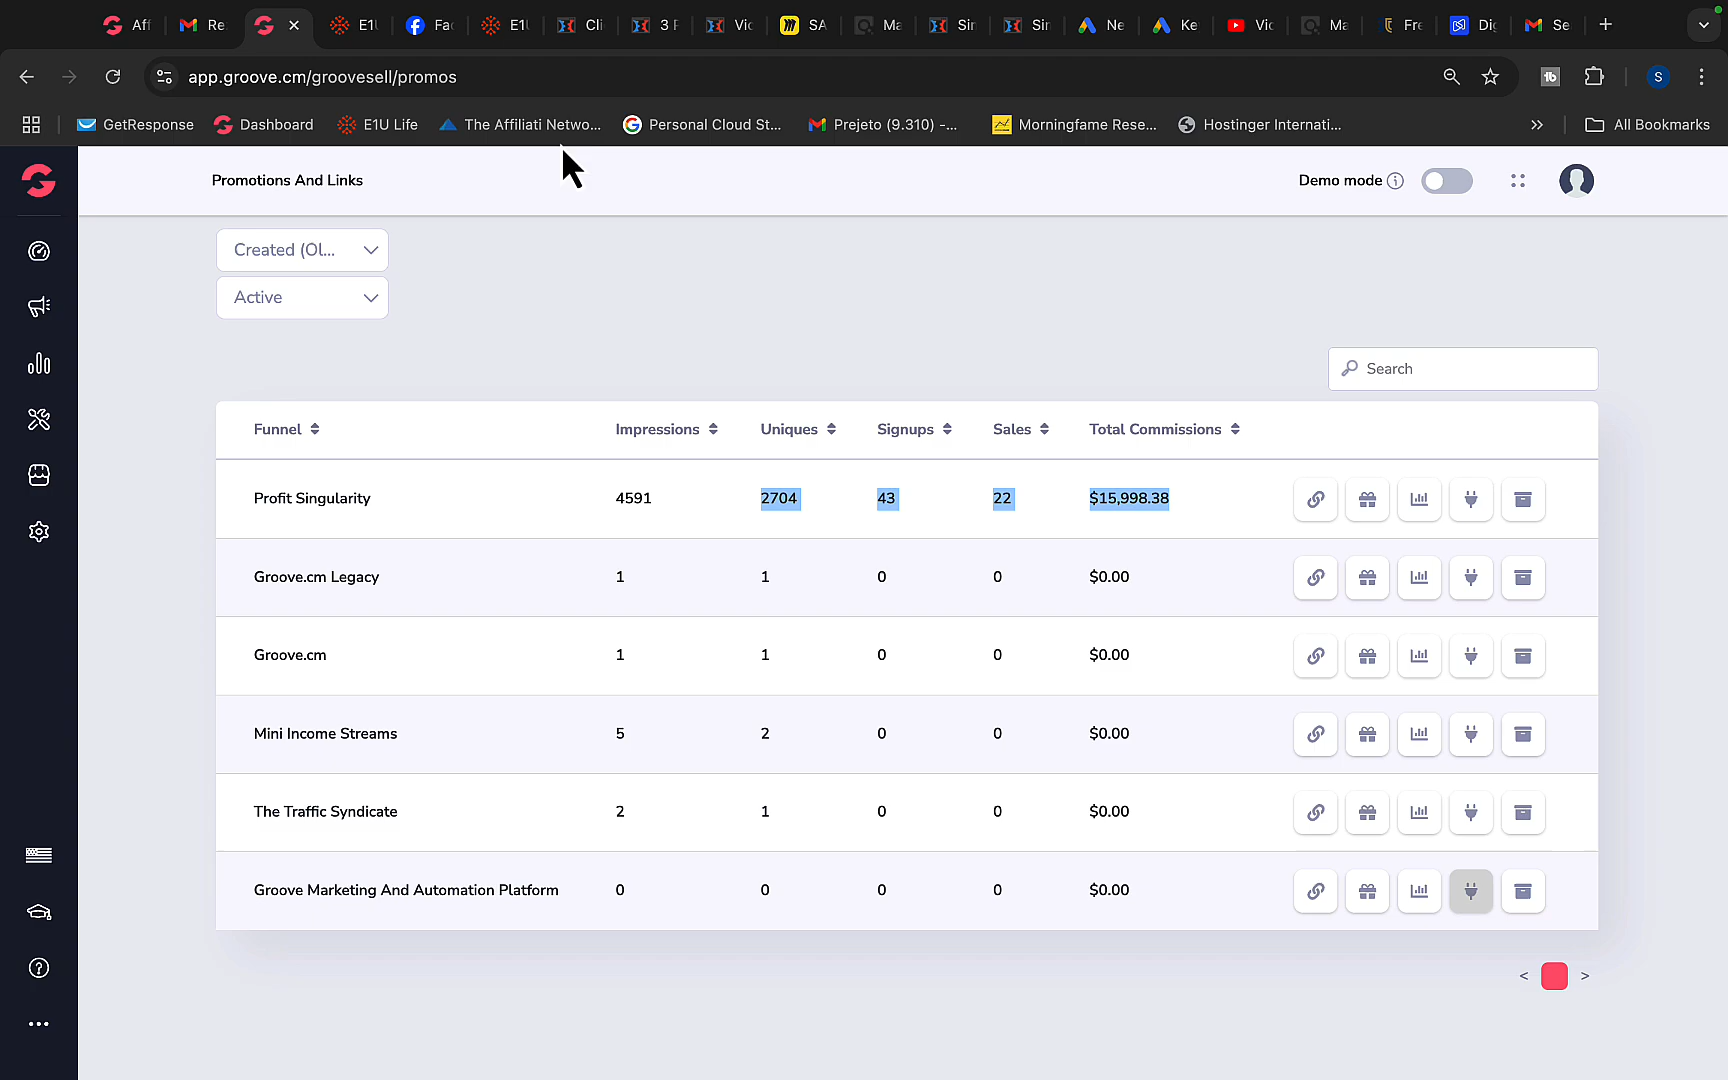 Aff
Re
E1U
Fac
E1U
Cli
3 F
Vic
SA
Ma
Sir
Sir
Ne
Ke
Vic
Ma
Fre
Dig
Se
app.groove.cm/groovesell/promos
S
GetResponse
Dashboard
E1U Life
The Affiliati Netwo...
Personal Cloud St...
Prejeto (9.310) -...
Morningfame Rese...
Hostinger Internati...
All Bookmarks
Promotions And Links
Demo mode
Created (Ol...
Active
Search
Funnel Impressions Uniques Signups Sales Total Commissions
Profit Singularity 4591 2704 43 22 $15,998.38
Groove.cm Legacy 1 1 0 0 $0.00
Groove.cm 1 1 0 0 $0.00
Mini Income Streams 5 2 0 0 $0.00
The Traffic Syndicate 2 1 0 0 $0.00
Groove Marketing And Automation Platform 0 0 0 0 $0.00
< >